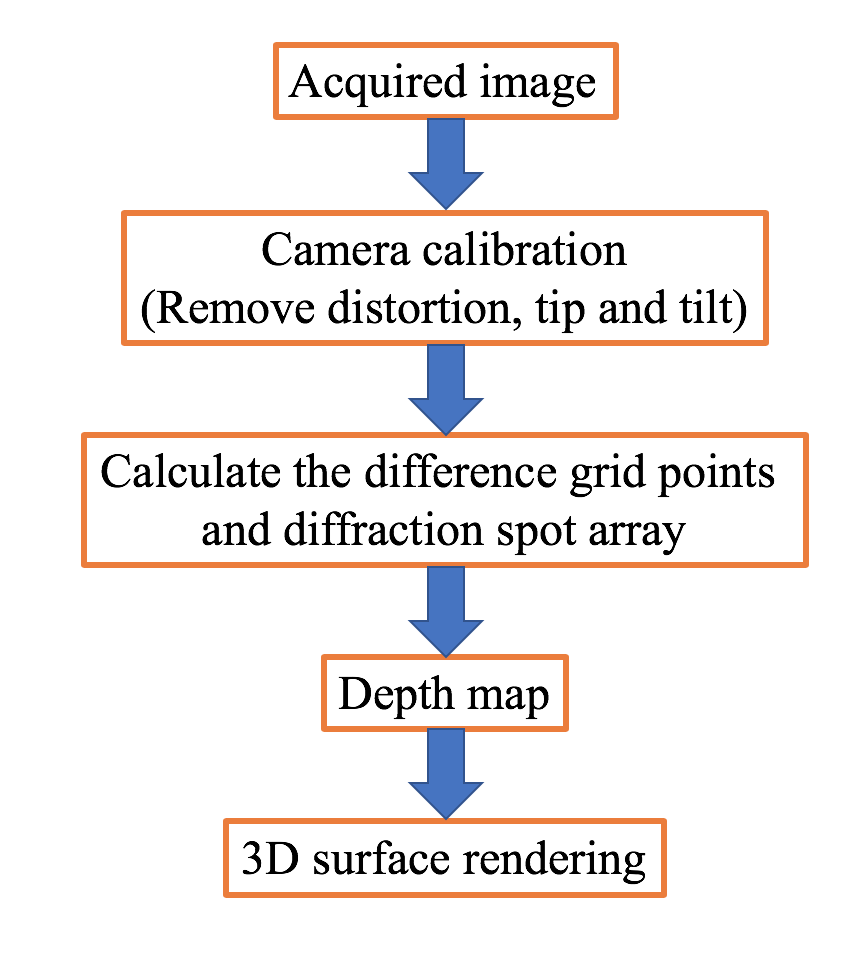 Acquired image
Camera calibration
(Remove distortion, tip and tilt)
Calculate the difference grid points
and diffraction spot array
Depth map
3D surface rendering